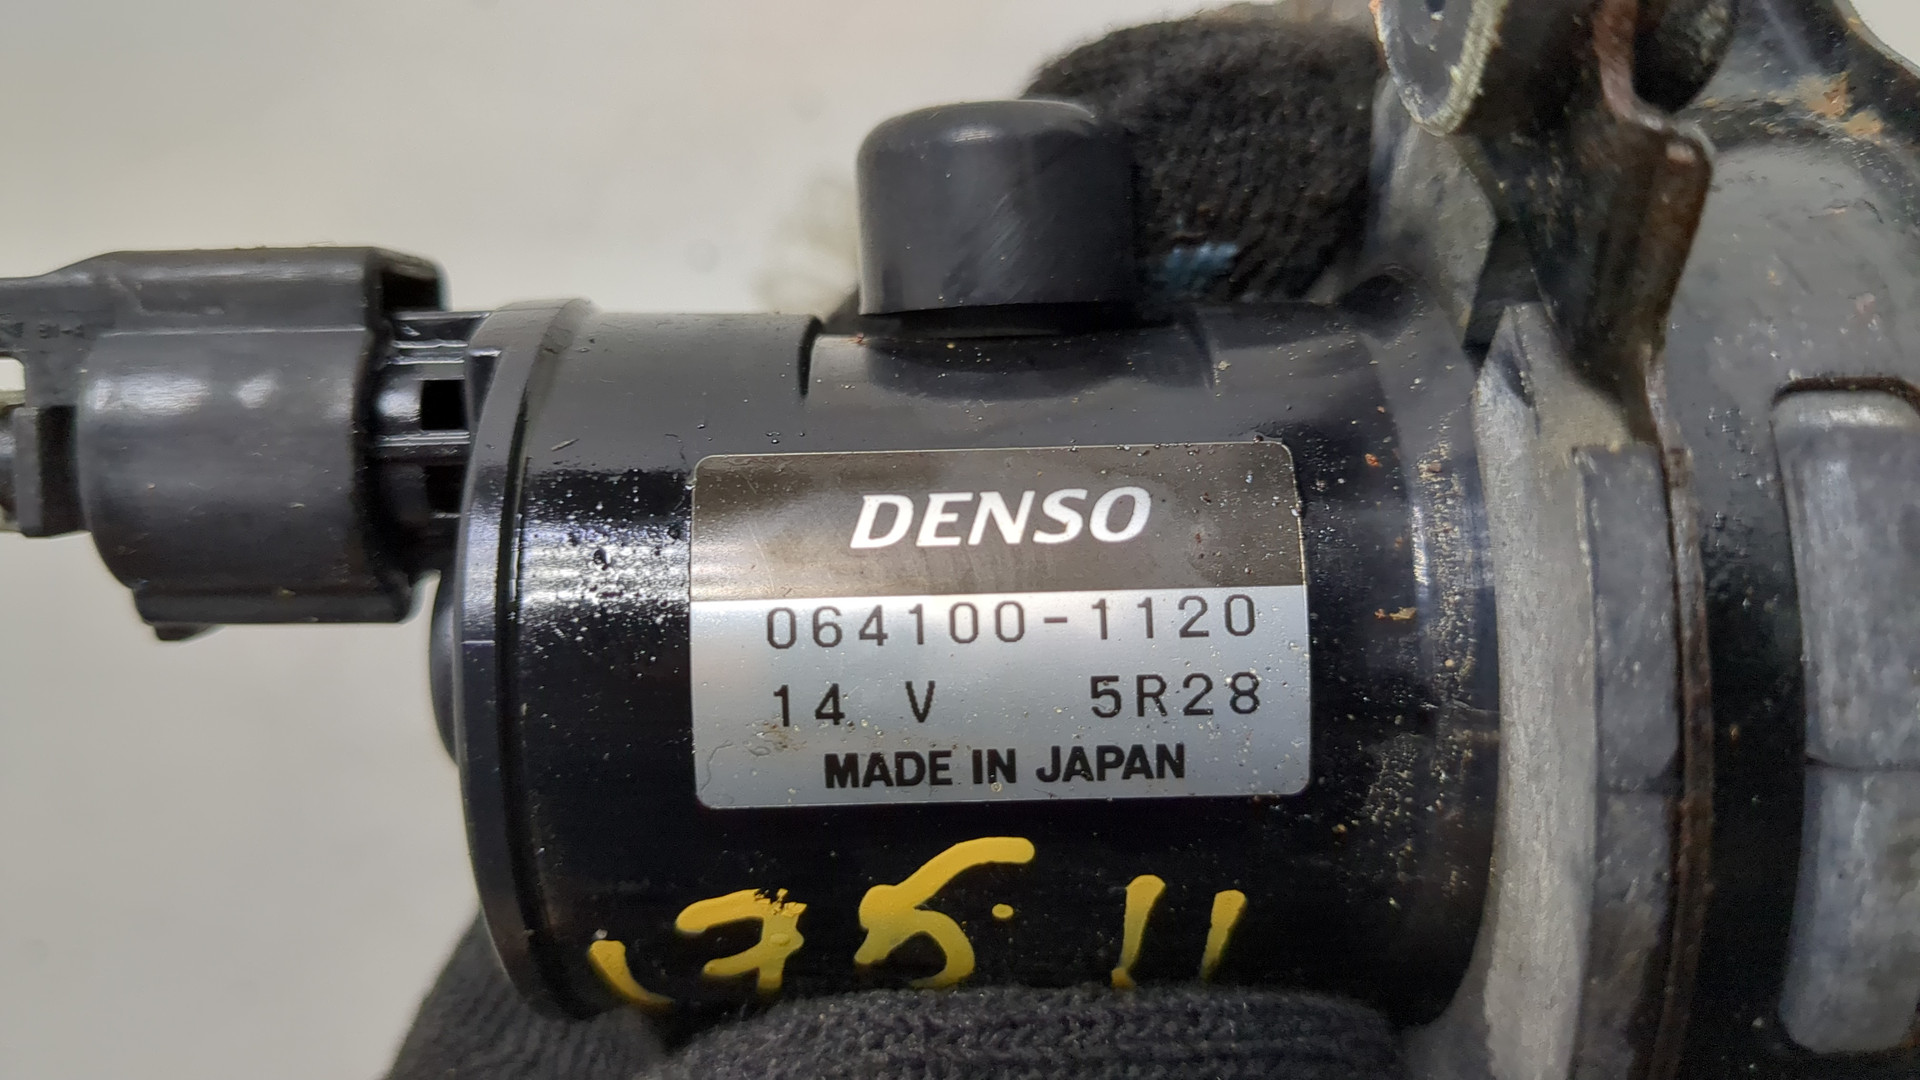 DENSO
064100-1120
14 V 5R28
MADE IN JAPAN